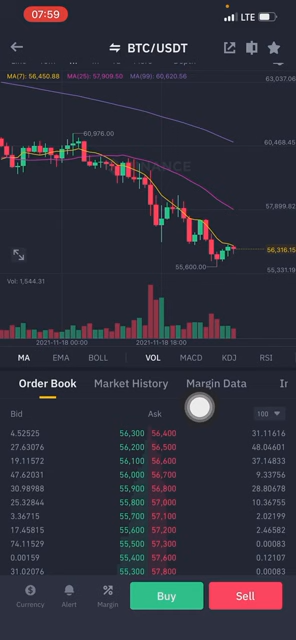 07:59
LTE
BTC/USDT
MA(7): 56,450.88 MA(25): 57,909.50 MA(99): 60,620.56
63,037.06
60,976.00
60,468.45
BINANCE
57,899.82
56,316.15
55,600.00
55,331.19
Vol: 1,544.31
2021-11-18 00:00 2021-11-18 18:00
MA EMA BOLL VOL MACD KDJ RSI
Order Book Market History Margin Data
Bid Ask 100
4.52525 56,300 56,400 31.11616
27.63076 56,200 56,500 48.04601
19.11572 56,100 56,600 37.14833
47.62031 56,000 56,700 9.33756
30.98988 55,900 56,800 28.80678
25.32844 55,800 57,000 10.36755
3.36715 55,700 57,100 2.02199
17.45815 55,600 57,200 2.46582
74.11529 55,500 57,300 0.00083
0.00159 55,400 57,600 0.12107
31.02076 55,300 57,800 0.00083
Currency Alert Margin Buy Sell